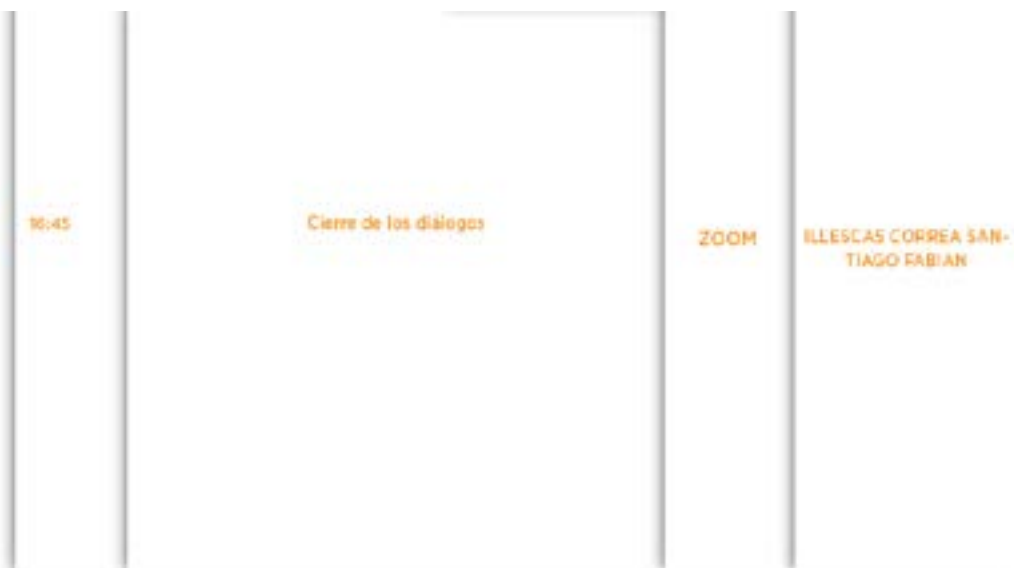 16:45
Cierre de los diálogos
ZOOM
ILLESCAS CORREA SAN-
TIAGO FABIAN